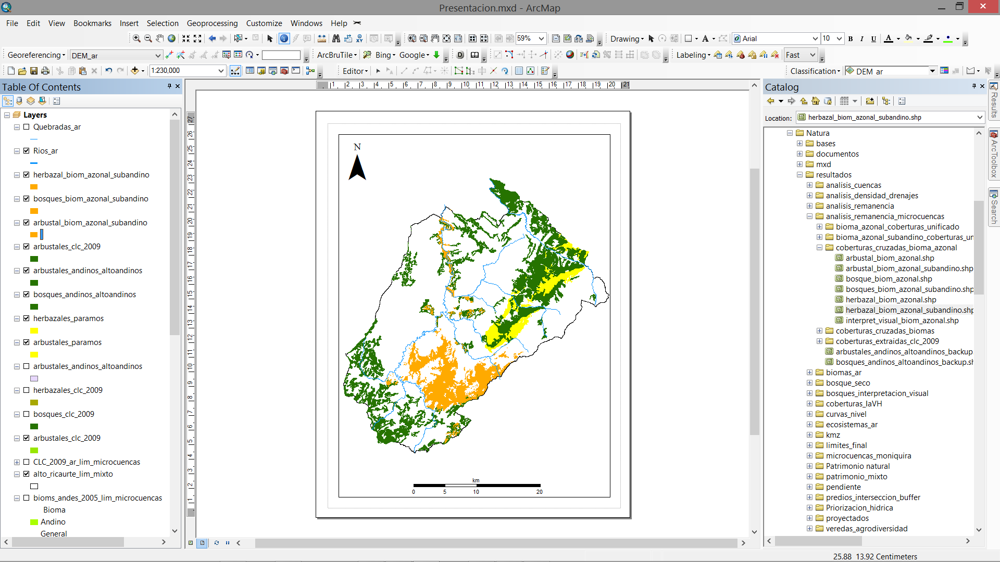 Presentacion.mxd - ArcMap
File Edit View Bookmarks Insert Selection Geoprocessing Customize Windows Help
59% Drawing Arial 10 B I U A
Georeferencing DEM_ar ArcBruTile Bing Google Labeling Fast
1:230,000 Editor Classification DEM_ar
Table Of Contents
Layers
Quebradas_ar
Rios_ar
herbazal_biom_azonal_subandino
bosques_biom_azonal_subandino
arbustal_biom_azonal_subandino
arbustales_clc_2009
arbustales_andinos_altoandinos
bosques_andinos_altoandinos
herbazales_paramos
arbustales_paramos
arbustales_andinos_altoandinos
herbazales_clc_2009
bosques_clc_2009
arbustales_clc_2009
CLC_2009_ar_lim_microcuencas
alto_ricaurte_lim_mixto
bioms_andes_2005_lim_microcuencas
Bioma
Andino
General
1 2 3 4 5 6 7 8 9 10 11 12 13 14 15 16 17 18 19 20 21
27
26
25
24
23
22
21
20
19
18
17
16
15
14
13
12
11
10
9
8
7
6
5
4
3
2
1
N
km
0 5 10 20
Catalog
Location: herbazal_biom_azonal_subandino.shp
Natura
bases
documentos
mxd
resultados
analisis_cuencas
analisis_densidad_drenajes
analisis_remanencia
analisis_remanencia_microcuencas
bioma_azonal_coberturas_unificado
bioma_azonal_subandino_coberturas_un
coberturas_cruzadas_bioma_azonal
arbustal_biom_azonal.shp
arbustal_biom_azonal_subandino.shp
bosque_biom_azonal.shp
bosques_biom_azonal_subandino.shp
herbazal_biom_azonal.shp
herbazal_biom_azonal_subandino.shp
interpret_visual_biom_azonal.shp
coberturas_cruzadas_biomas
coberturas_extraidas_clc_2009
arbustales_andinos_altoandinos_backup.
bosques_andinos_altoandinos_backup.sh
biomas_ar
bosque_seco
bosques_interpretacion_visual
coberturas_IaVH
curvas_nivel
ecosistemas_ar
kmz
limites_final
microcuencas_moniquira
Patrimonio natural
patrimonio_mixto
pendiente
predios_interseccion_buffer
Priorizacion_hidrica
proyectados
veredas_agrodiversidad
Results
ArcToolbox
Search
25.88 13.92 Centimeters